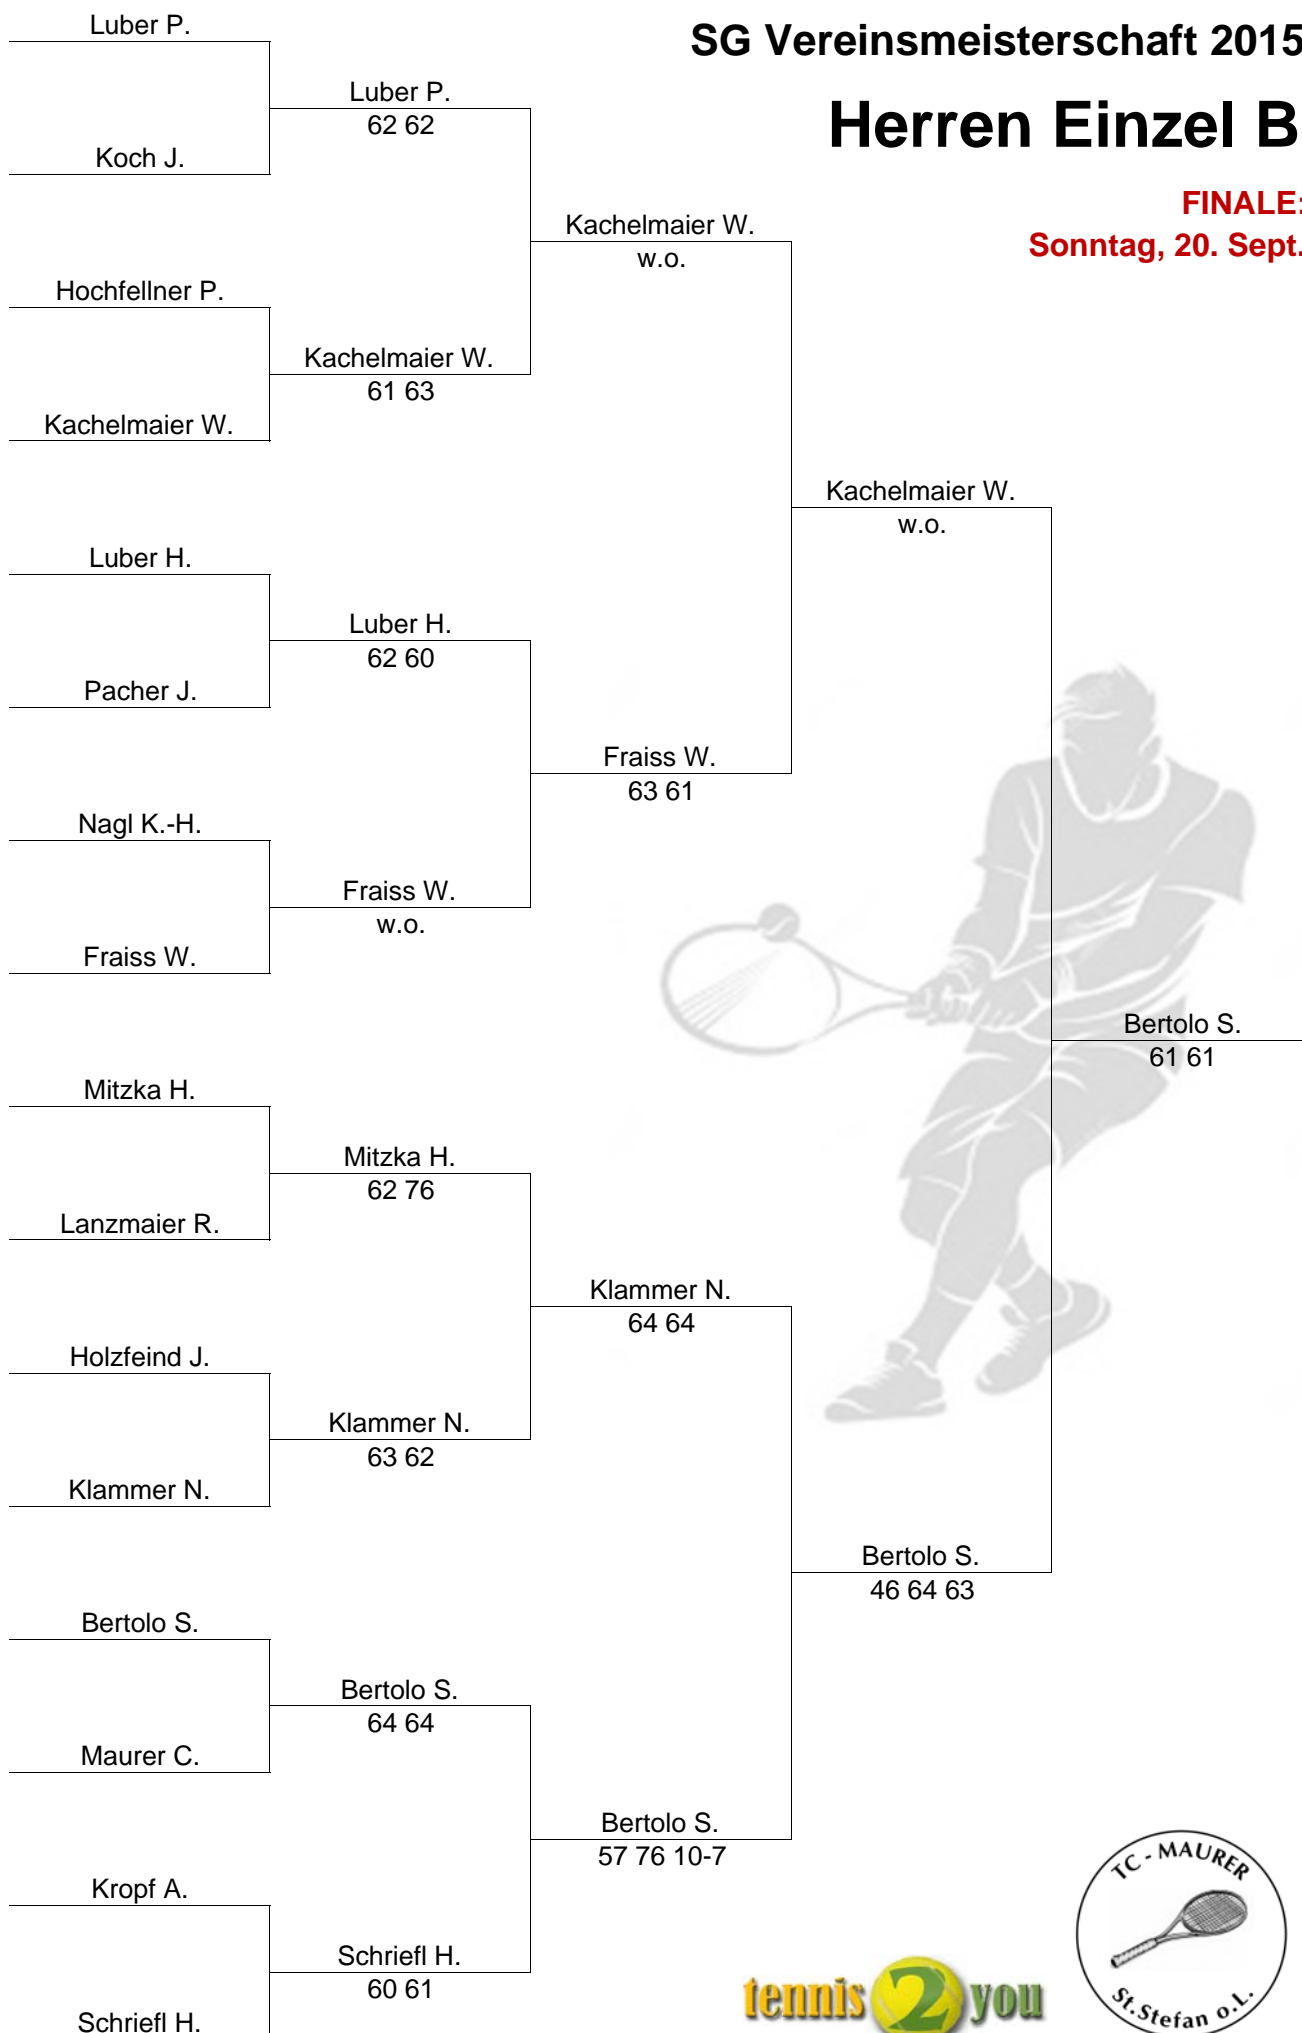 SG Vereinsmeisterschaft 2015
Herren Einzel B
FINALE:
Sonntag, 20. Sept.
Luber P.
Koch J.
Hochfellner P.
Kachelmaier W.
Luber H.
Pacher J.
Nagl K.-H.
Fraiss W.
Mitzka H.
Lanzmaier R.
Holzfeind J.
Klammer N.
Bertolo S.
Maurer C.
Kropf A.
Schriefl H.
Luber P.
62 62
Kachelmaier W.
61 63
Luber H.
62 60
Fraiss W.
w.o.
Mitzka H.
62 76
Klammer N.
63 62
Bertolo S.
64 64
Schriefl H.
60 61
Kachelmaier W.
w.o.
Fraiss W.
63 61
Klammer N.
64 64
Bertolo S.
57 76 10-7
Kachelmaier W.
w.o.
Bertolo S.
46 64 63
Bertolo S.
61 61
tennis 2 you
TC - MAURER
St.Stefan o.L.